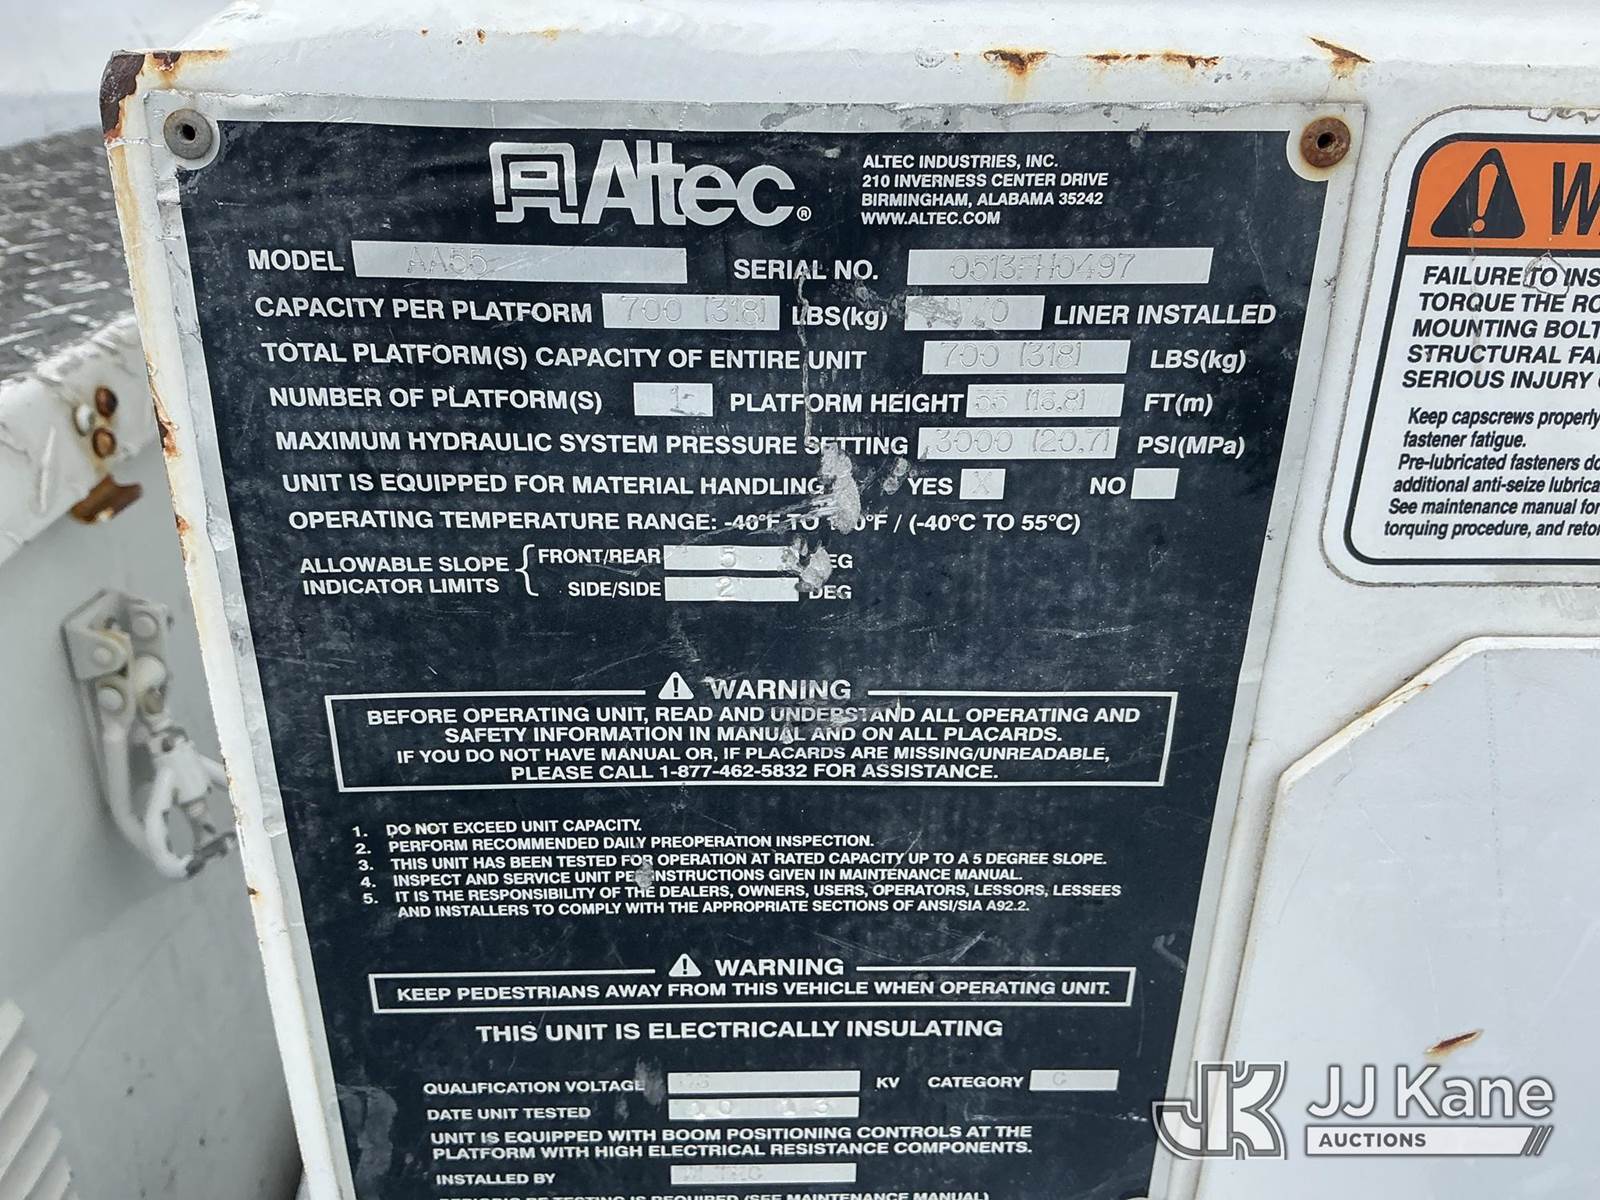 Altec®
ALTEC INDUSTRIES, INC.
210 INVERNESS CENTER DRIVE
BIRMINGHAM, ALABAMA 35242
WWW.ALTEC.COM
MODEL AA55 SERIAL NO. 0513FH0497
CAPACITY PER PLATFORM 700 (318) LBS(kg) LINER INSTALLED
TOTAL PLATFORM(S) CAPACITY OF ENTIRE UNIT 700 (318) LBS(kg)
NUMBER OF PLATFORM(S) 1 PLATFORM HEIGHT 55 (16.8) FT(m)
MAXIMUM HYDRAULIC SYSTEM PRESSURE SETTING 3000 (20.7) PSI(MPa)
UNIT IS EQUIPPED FOR MATERIAL HANDLING YES X NO
OPERATING TEMPERATURE RANGE: -40°F TO °F / (-40°C TO 55°C)
ALLOWABLE SLOPE INDICATOR LIMITS
FRONT/REAR 5
SIDE/SIDE 2 DEG
WARNING
BEFORE OPERATING UNIT, READ AND UNDERSTAND ALL OPERATING AND
SAFETY INFORMATION IN MANUAL AND ON ALL PLACARDS.
IF YOU DO NOT HAVE MANUAL OR, IF PLACARDS ARE MISSING/UNREADABLE,
PLEASE CALL 1-877-462-5832 FOR ASSISTANCE.
1. DO NOT EXCEED UNIT CAPACITY.
2. PERFORM RECOMMENDED DAILY PREOPERATION INSPECTION.
3. THIS UNIT HAS BEEN TESTED FOR OPERATION AT RATED CAPACITY UP TO A 5 DEGREE SLOPE.
4. INSPECT AND SERVICE UNIT PER INSTRUCTIONS GIVEN IN MAINTENANCE MANUAL.
5. IT IS THE RESPONSIBILITY OF THE DEALERS, OWNERS, USERS, OPERATORS, LESSORS, LESSEES
AND INSTALLERS TO COMPLY WITH THE APPROPRIATE SECTIONS OF ANSI/SIA A92.2.
WARNING
KEEP PEDESTRIANS AWAY FROM THIS VEHICLE WHEN OPERATING UNIT.
THIS UNIT IS ELECTRICALLY INSULATING
QUALIFICATION VOLTAGE KV CATEGORY C
DATE UNIT TESTED
UNIT IS EQUIPPED WITH BOOM POSITIONING CONTROLS AT THE
PLATFORM WITH HIGH ELECTRICAL RESISTANCE COMPONENTS.
INSTALLED BY
PERIODIC RE-TESTING IS REQUIRED (SEE MAINTENANCE MANUAL)
FAILURE TO INS
TORQUE THE RO
MOUNTING BOLT
STRUCTURAL FA
SERIOUS INJURY
Keep capscrews properly
fastener fatigue.
Pre-lubricated fasteners do
additional anti-seize lubrica
See maintenance manual for
torquing procedure, and reto
JK JJ Kane
AUCTIONS